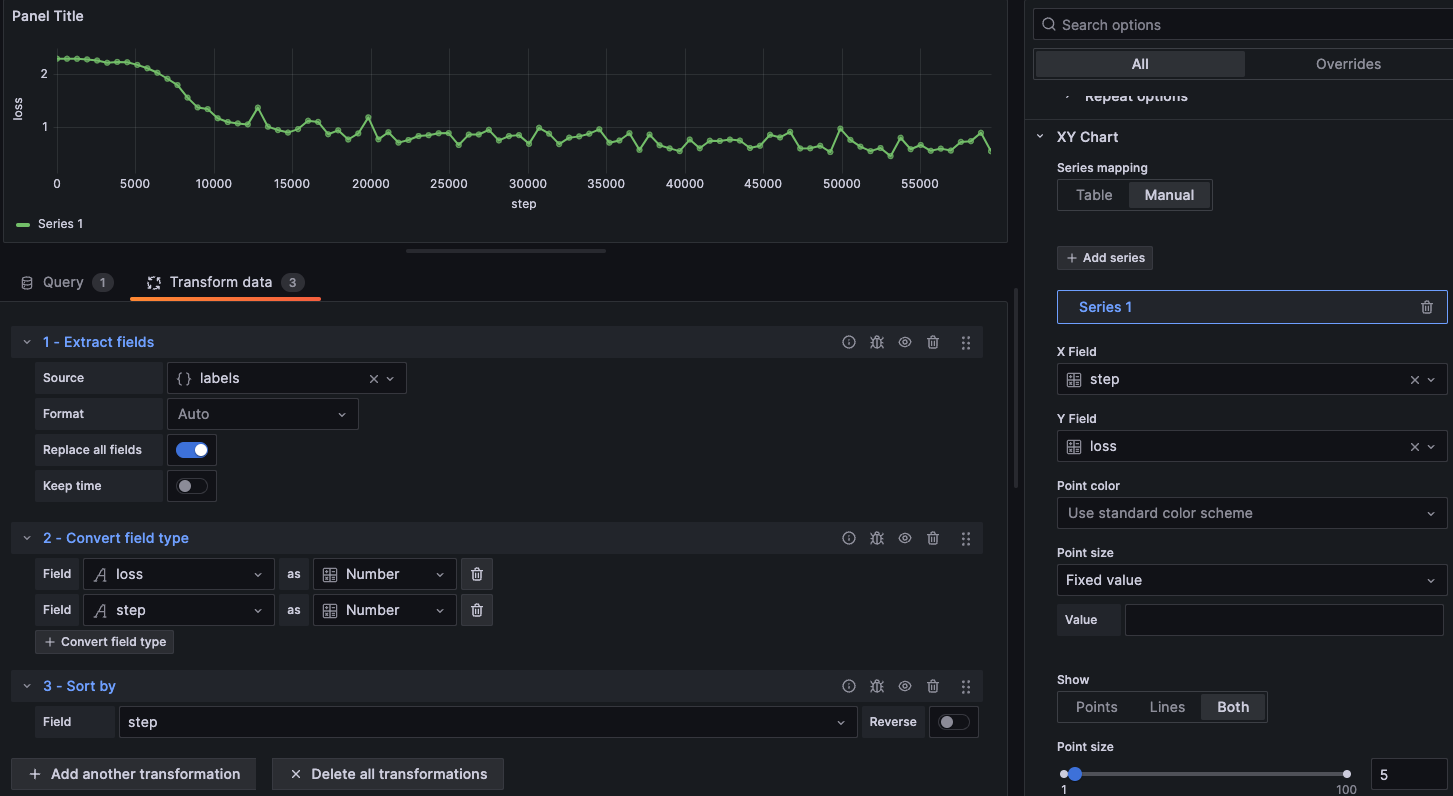 Panel Title
loss
2
1
0 5000 10000 15000 20000 25000 30000 35000 40000 45000 50000 55000
step
Series 1
Query 1 Transform data 3
1 - Extract fields
Source {} labels
Format Auto
Replace all fields
Keep time
2 - Convert field type
Field loss as Number
Field step as Number
+ Convert field type
3 - Sort by
Field step Reverse
+ Add another transformation × Delete all transformations
Search options
All Overrides
Repeat options
XY Chart
Series mapping
Table Manual
+ Add series
Series 1
X Field
step
Y Field
loss
Point color
Use standard color scheme
Point size
Fixed value
Value
Show
Points Lines Both
Point size
5
1 100